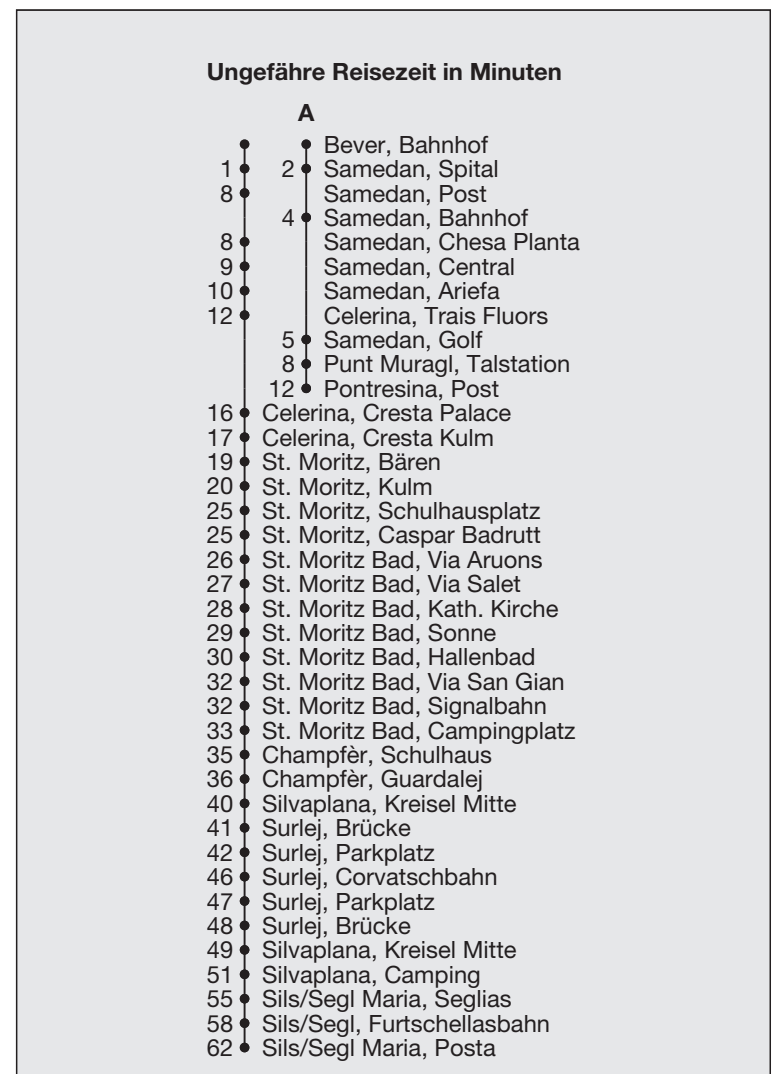 Ungefähre Reisezeit in Minuten
A
Bever, Bahnhof
1 2 Samedan, Spital
8 Samedan, Post
4 Samedan, Bahnhof
8 Samedan, Chesa Planta
9 Samedan, Central
10 Samedan, Ariefa
12 Celerina, Trais Fluors
5 Samedan, Golf
8 Punt Muragl, Talstation
12 Pontresina, Post
16 Celerina, Cresta Palace
17 Celerina, Cresta Kulm
19 St. Moritz, Bären
20 St. Moritz, Kulm
25 St. Moritz, Schulhausplatz
25 St. Moritz, Caspar Badrutt
26 St. Moritz Bad, Via Aruons
27 St. Moritz Bad, Via Salet
28 St. Moritz Bad, Kath. Kirche
29 St. Moritz Bad, Sonne
30 St. Moritz Bad, Hallenbad
32 St. Moritz Bad, Via San Gian
32 St. Moritz Bad, Signalbahn
33 St. Moritz Bad, Campingplatz
35 Champfèr, Schulhaus
36 Champfèr, Guardalej
40 Silvaplana, Kreisel Mitte
41 Surlej, Brücke
42 Surlej, Parkplatz
46 Surlej, Corvatschbahn
47 Surlej, Parkplatz
48 Surlej, Brücke
49 Silvaplana, Kreisel Mitte
51 Silvaplana, Camping
55 Sils/Segl Maria, Seglias
58 Sils/Segl, Furtschellasbahn
62 Sils/Segl Maria, Posta